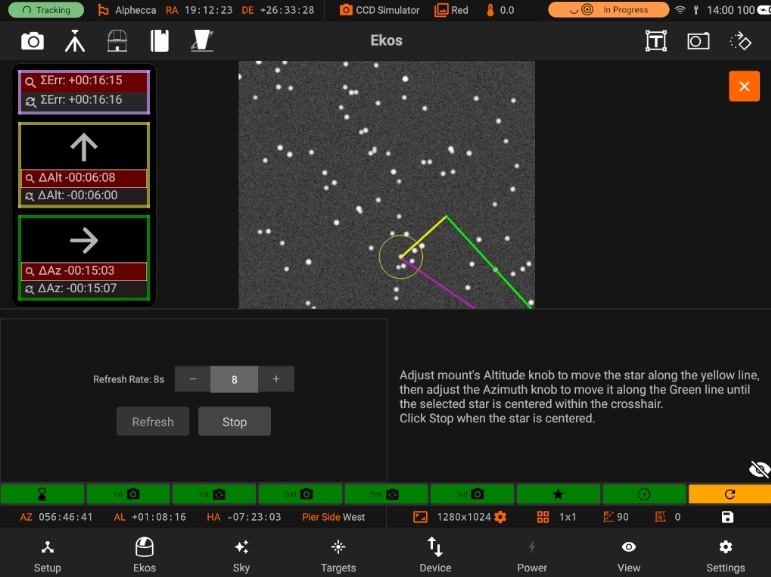 Tracking Alphecca RA 19:12:23 DE +26:33:28 CCD Simulator Red 0.0 In Progress 14:00 100
Ekos
ΣErr: +00:16:15
ΣErr: +00:16:16
ΔAlt -00:06:08
ΔAlt: -00:06:00
ΔAz -00:15:03
ΔAz: -00:15:07
Refresh Rate: 8s − 8 +
Refresh Stop
Adjust mount's Altitude knob to move the star along the yellow line,
then adjust the Azimuth knob to move it along the Green line until
the selected star is centered within the crosshair.
Click Stop when the star is centered.
1st 1st 2nd 2nd 3rd
AZ 056:46:41 AL +01:08:16 HA -07:23:03 Pier Side West 1280x1024 1x1 90 0
Setup Ekos Sky Targets Device Power View Settings